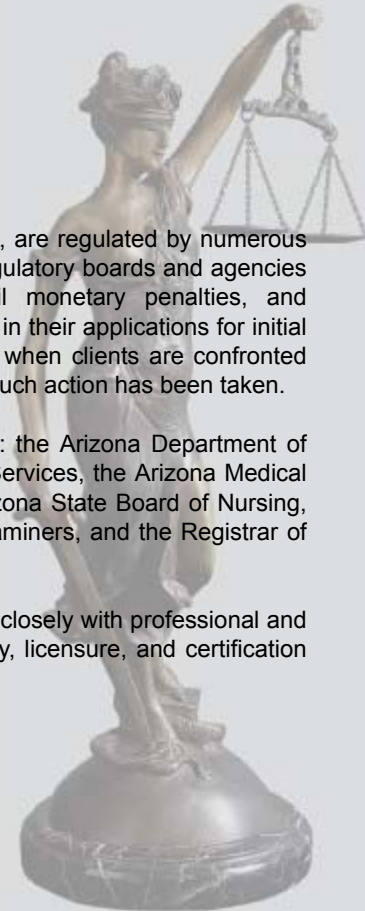 , are regulated by numerous
gulatory boards and agencies
il monetary penalties, and
in their applications for initial
when clients are confronted
uch action has been taken.
: the Arizona Department of
Services, the Arizona Medical
zona State Board of Nursing,
aminers, and the Registrar of
closely with professional and
y, licensure, and certification